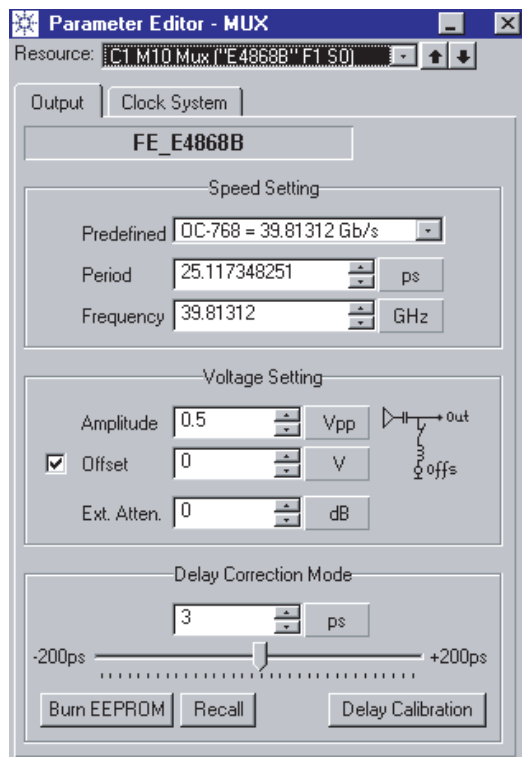 Parameter Editor - MUX
Resource: C1 M10 Mux ("E4868B" F1 S0)
Output Clock System
FE_E4868B
Speed Setting
Predefined OC-768 = 39.81312 Gb/s
Period 25.117348251 ps
Frequency 39.81312 GHz
Voltage Setting
Amplitude 0.5 Vpp
Out
Offset 0 V
Offs
Ext. Atten. 0 dB
Delay Correction Mode
3 ps
-200ps +200ps
Burn EEPROM Recall Delay Calibration